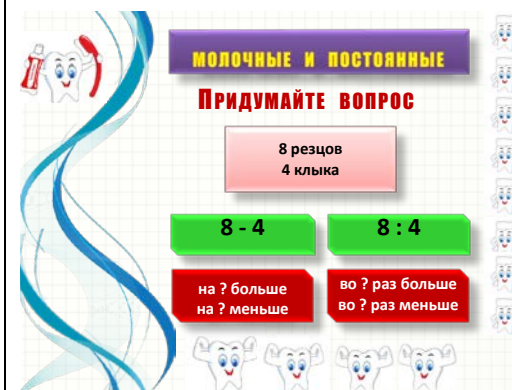 МОЛОЧНЫЕ И ПОСТОЯННЫЕ
ПРИДУМАЙТЕ ВОПРОС
8 резцов
4 клыка
8 - 4
8 : 4
на ? больше
на ? меньше
во ? раз больше
во ? раз меньше